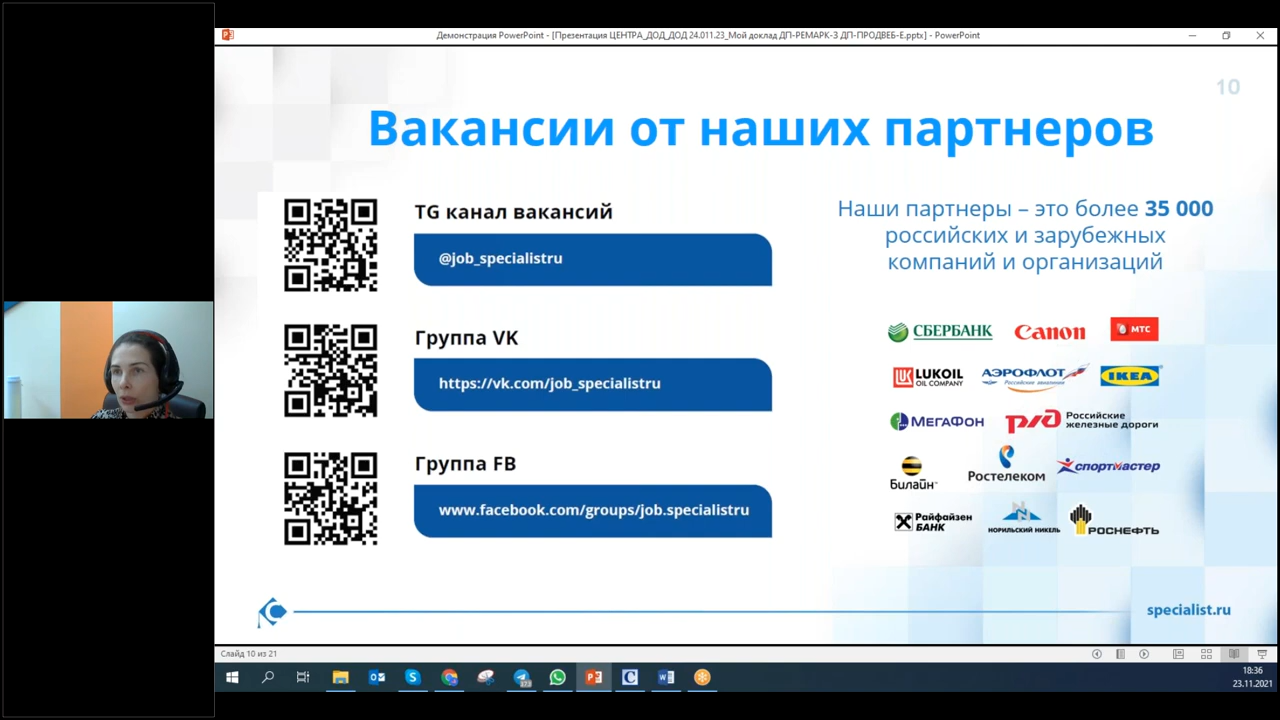 Демонстрация PowerPoint - [Презентация ЦЕНТРА_ДОД_ДОД 24.011.23_Мой доклад ДП-РЕМАРК-3 ДП-ПРОДВЕБ-Е.pptx] - PowerPoint
10
Вакансии от наших партнеров
TG канал вакансий
@job_specialistru
Группа VK
https://vk.com/job_specialistru
Группа FB
www.facebook.com/groups/job.specialistru
Наши партнеры – это более 35 000
российских и зарубежных
компаний и организаций
СБЕРБАНК Canon МТС
LUKOIL
OIL COMPANY
АЭРОФЛОТ
Российские авиалинии
IKEA
МЕГАФОН
РЖД Российские
железные дороги
Билайн
Ростелеком
СПОРТМАСТЕР
Райфайзен
БАНК
НОРИЛЬСКИЙ НИКЕЛЬ
РОСНЕФТЬ
specialist.ru
Слайд 10 из 21
18:36
23.11.2021